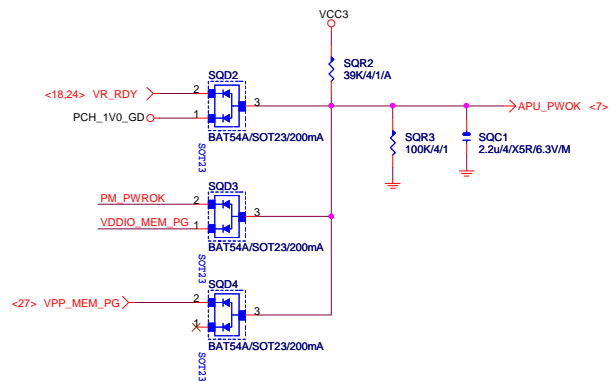 VCC3
SQR2
39K/4/1/A
SQD2
<18,24> VR_RDY
2
PCH_1V0_GD
1
3
APU_PWOK <7>
BAT54A/SOT23/200mA
SOT23
SQR3
100K/4/1
SQC1
2.2u/4/X5R/6.3V/M
SQD3
PM_PWROK
2
VDDIO_MEM_PG
1
3
BAT54A/SOT23/200mA
SOT23
SQD4
<27> VPP_MEM_PG
2
1
3
BAT54A/SOT23/200mA
SOT23